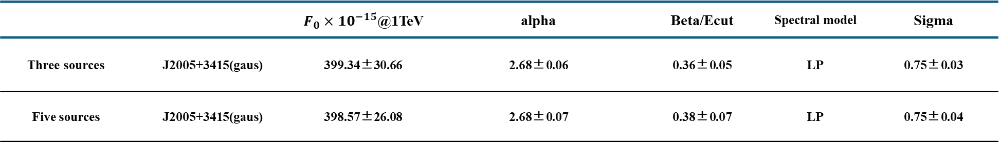 F₀ × 10⁻¹⁵@1TeV alpha Beta/Ecut Spectral model Sigma
Three sources J2005+3415(gaus) 399.34±30.66 2.68±0.06 0.36±0.05 LP 0.75±0.03
Five sources J2005+3415(gaus) 398.57±26.08 2.68±0.07 0.38±0.07 LP 0.75±0.04